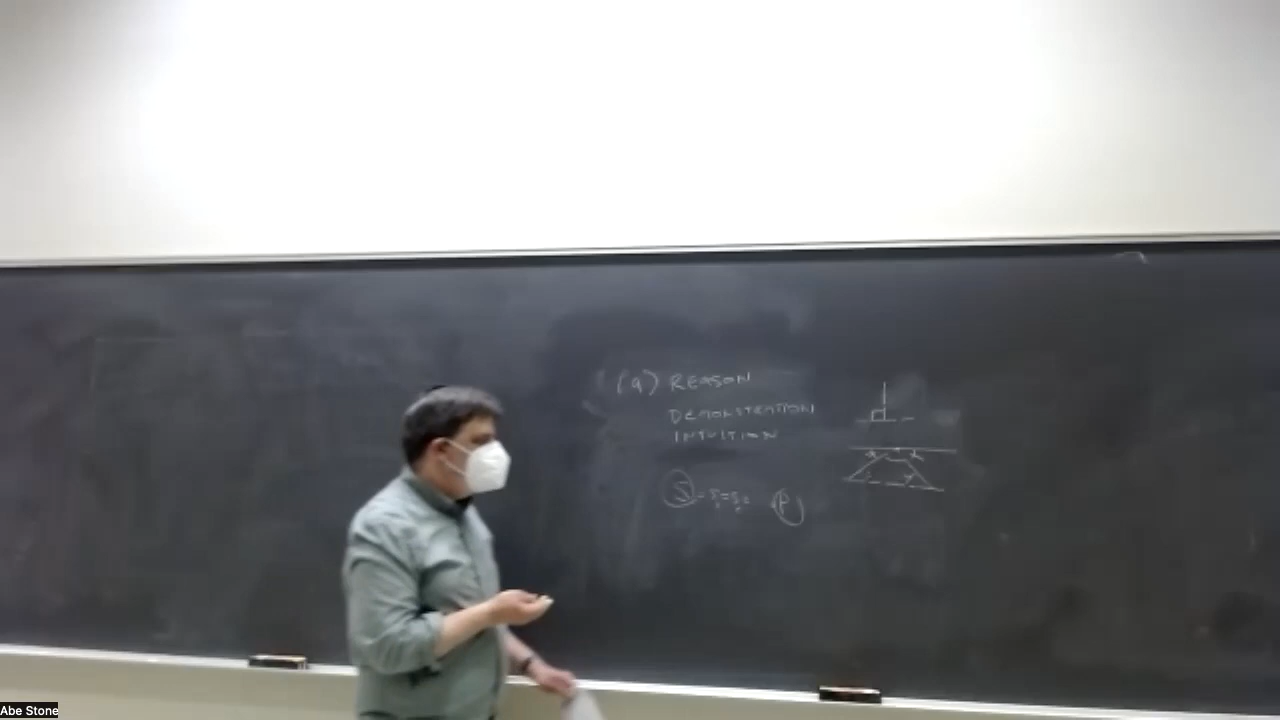 (a) REASON
DEMONSTRATION
INTUITION
S P
Abe Stone